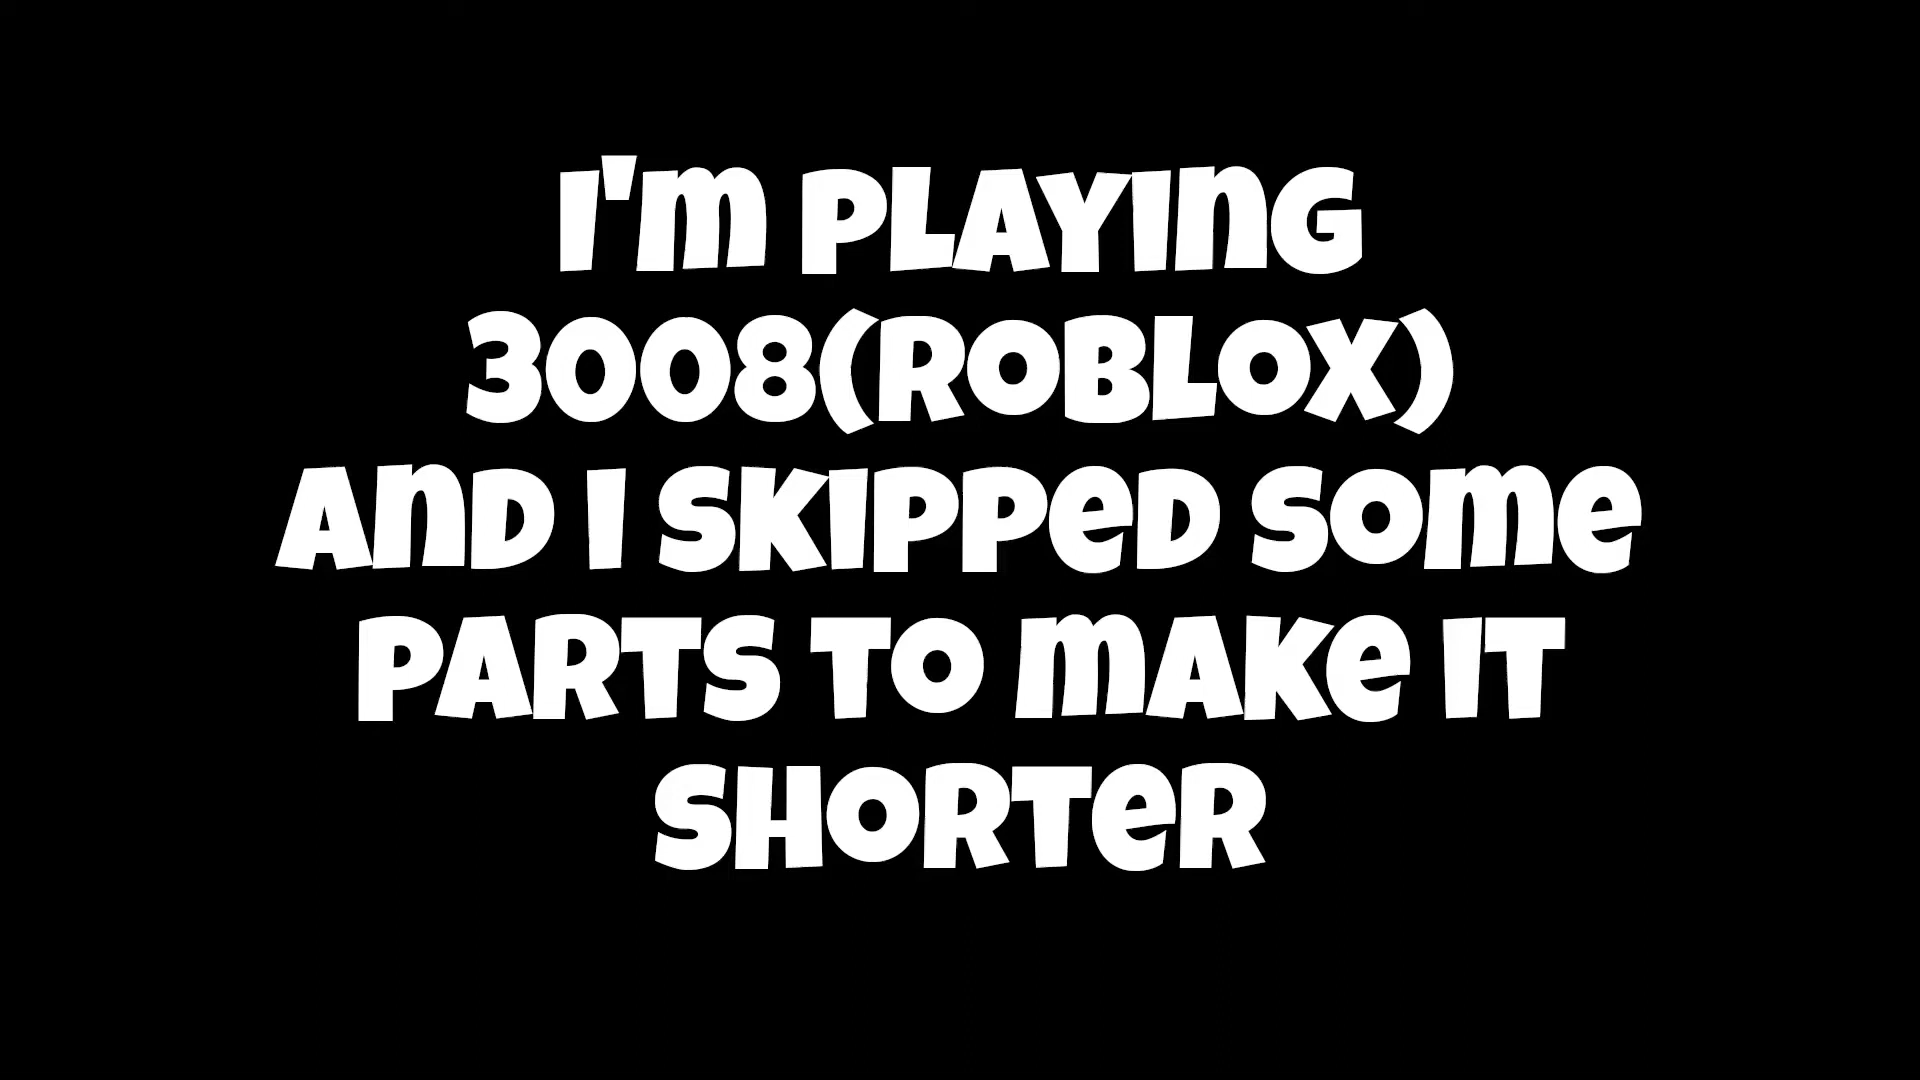 I'm PLAYInG
3008(ROBLOX)
AnD I SKIPPeD SOme
PARTS TO mAKe IT
SHORTeR